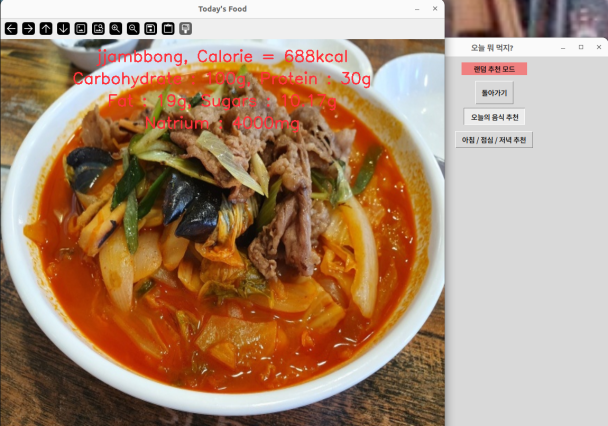 Today's Food
jjambbong, Calorie = 688kcal
Carbohydrate : 100g, Protein : 30g
Fat : 19g, Sugars :
Natrium : 4000mg
오늘 뭐 먹지?
랜덤 추천 모드
돌아가기
오늘의 음식 추천
아침 / 점심 / 저녁 추천